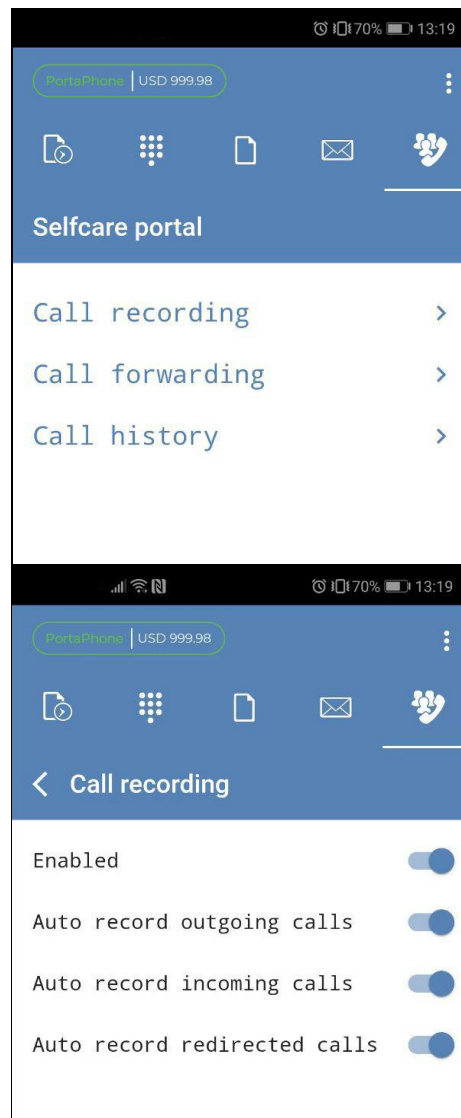 70% 13:19
PortaPhone | USD 999.98
Selfcare portal
Call recording
Call forwarding
Call history
70% 13:19
PortaPhone | USD 999.98
Call recording
Enabled
Auto record outgoing calls
Auto record incoming calls
Auto record redirected calls